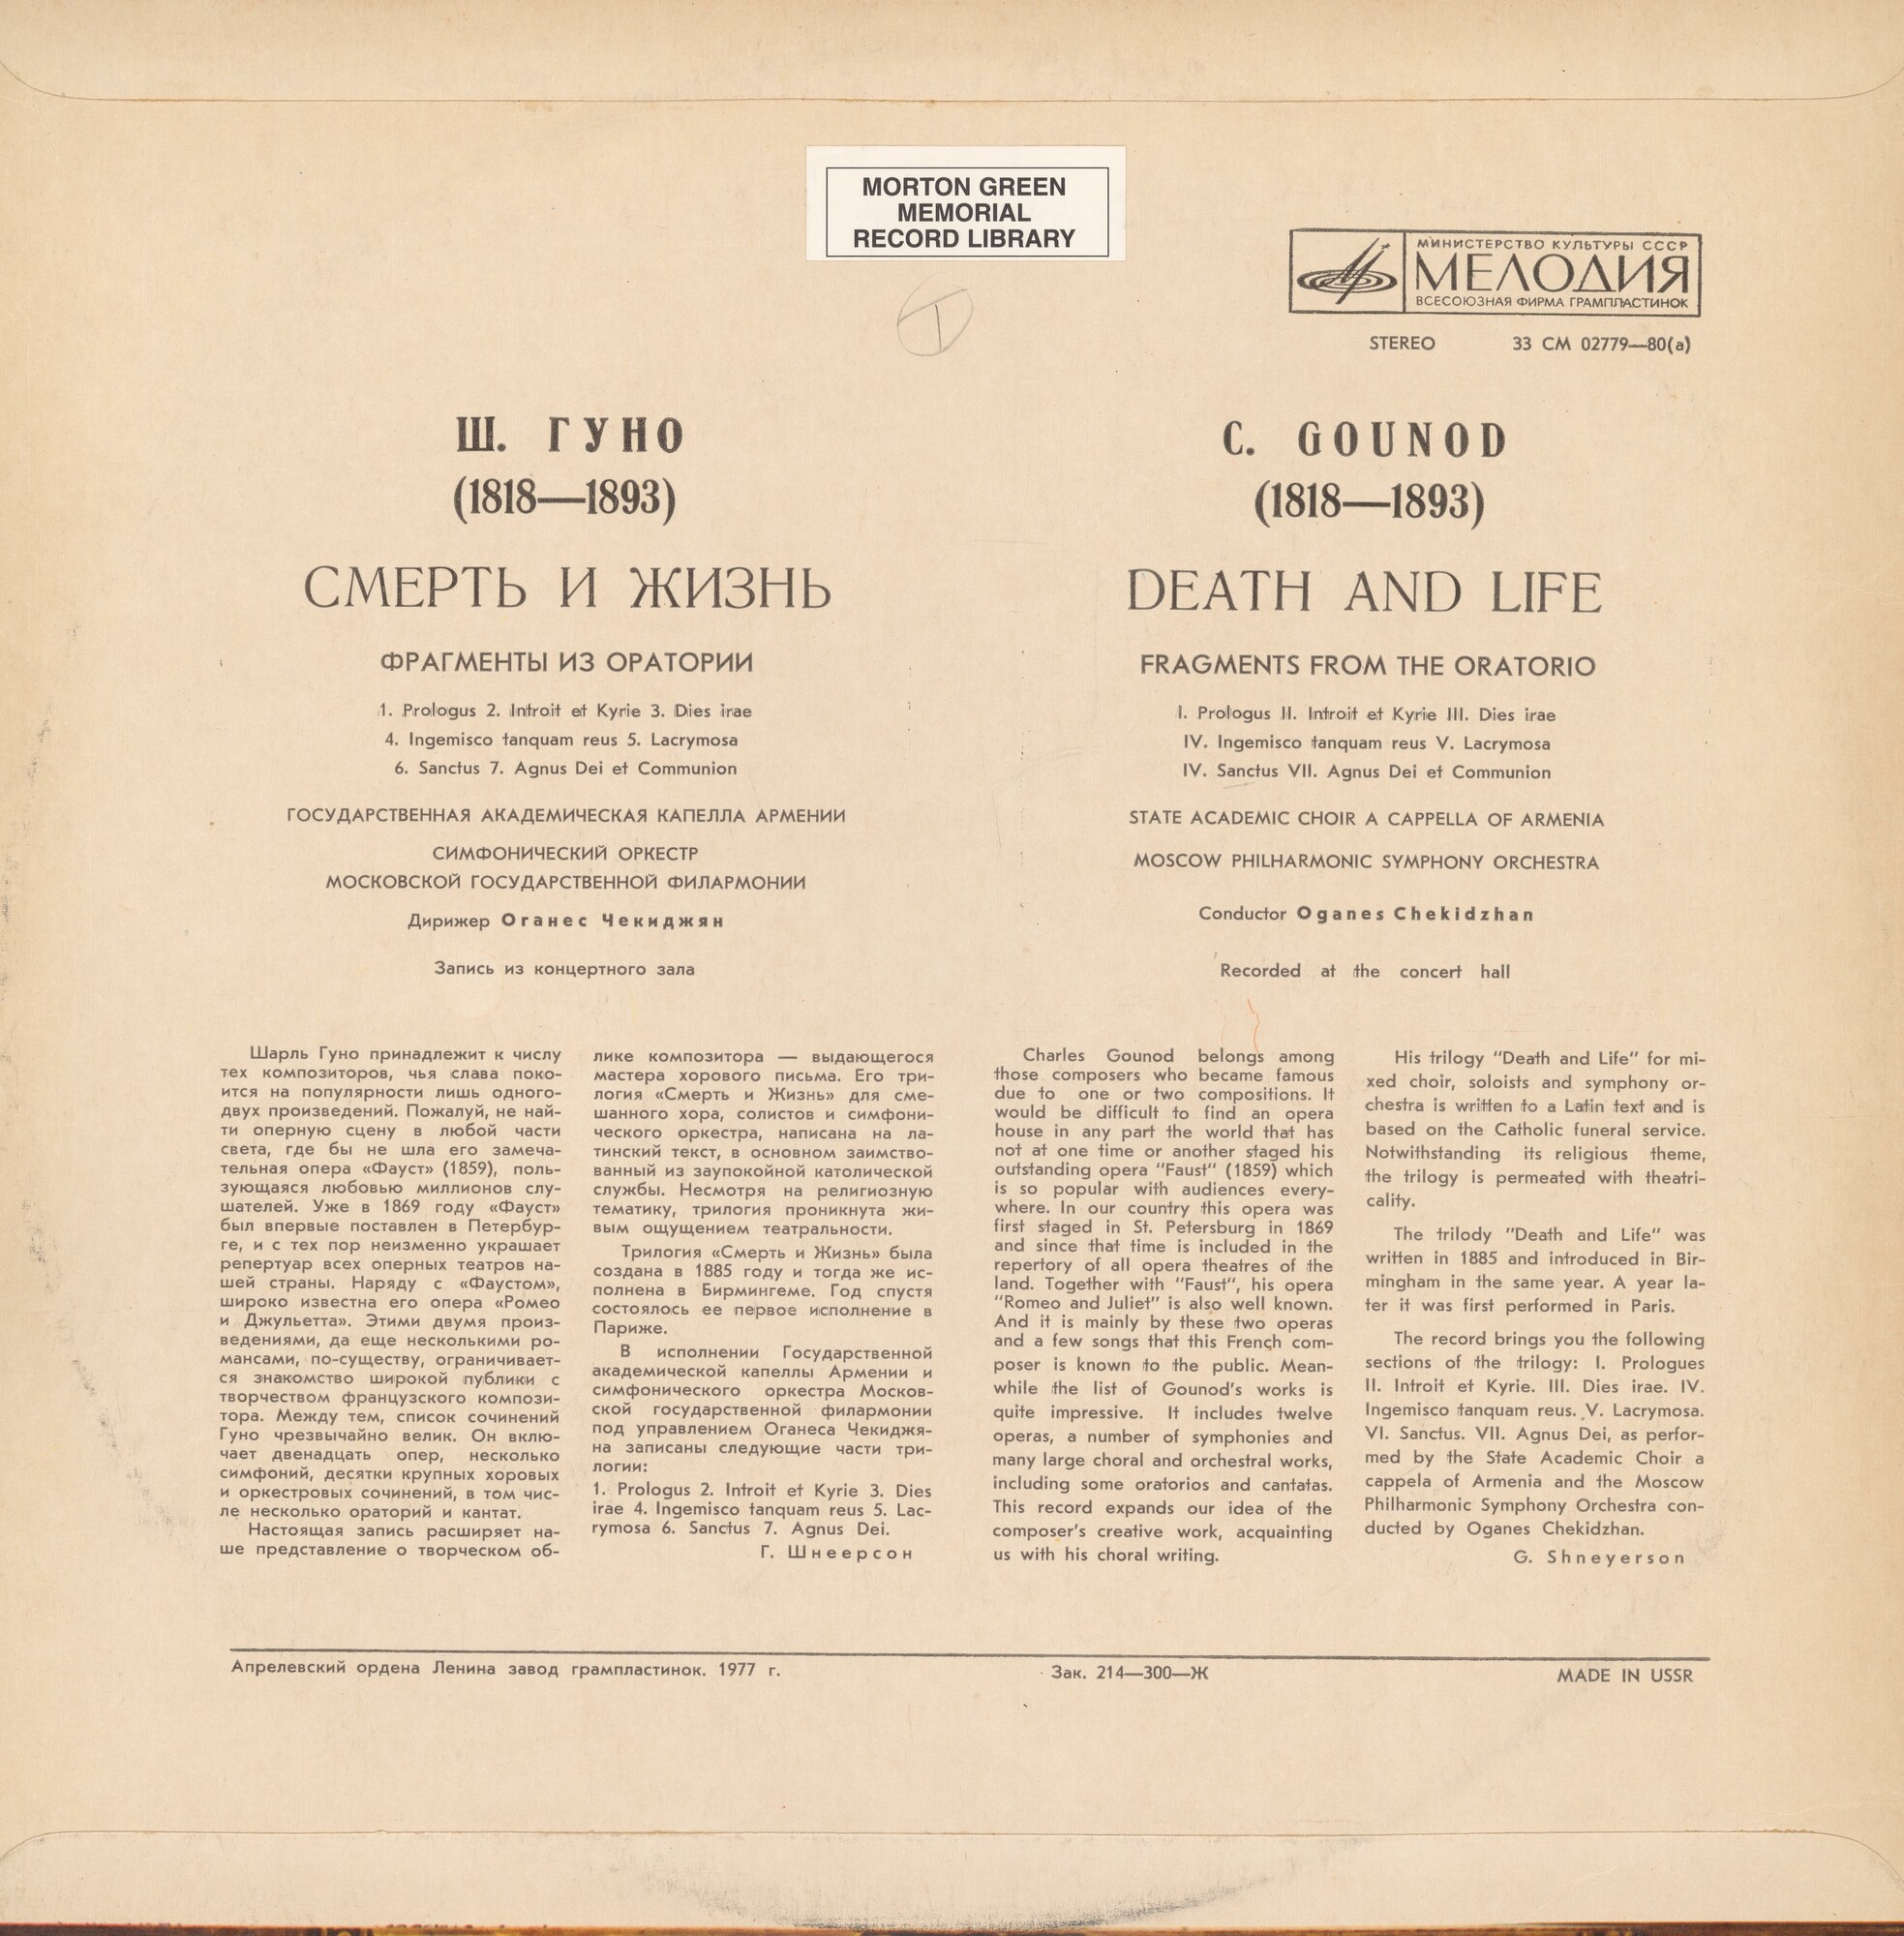 MORTON GREEN
MEMORIAL
RECORD LIBRARY
МИНИСТЕРСТВО КУЛЬТУРЫ СССР
МЕЛОДИЯ
ВСЕСОЮЗНАЯ ФИРМА ГРАМПЛАСТИНОК
STEREO 33 СМ 02779—80(а)
Ш. ГУНО
(1818—1893)
СМЕРТЬ И ЖИЗНЬ
ФРАГМЕНТЫ ИЗ ОРАТОРИИ
1. Prologus 2. Introit et Kyrie 3. Dies irae
4. Ingemisco tanquam reus 5. Lacrymosa
6. Sanctus 7. Agnus Dei et Communion
ГОСУДАРСТВЕННАЯ АКАДЕМИЧЕСКАЯ КАПЕЛЛА АРМЕНИИ
СИМФОНИЧЕСКИЙ ОРКЕСТР
МОСКОВСКОЙ ГОСУДАРСТВЕННОЙ ФИЛАРМОНИИ
Дирижер Оганес Чекиджян
Запись из концертного зала
C. GOUNOD
(1818—1893)
DEATH AND LIFE
FRAGMENTS FROM THE ORATORIO
I. Prologus II. Introit et Kyrie III. Dies irae
IV. Ingemisco tanquam reus V. Lacrymosa
IV. Sanctus VII. Agnus Dei et Communion
STATE ACADEMIC CHOIR A CAPPELLA OF ARMENIA
MOSCOW PHILHARMONIC SYMPHONY ORCHESTRA
Conductor Oganes Chekidzhan
Recorded at the concert hall
Шарль Гуно принадлежит к числу
тех композиторов, чья слава поко-
ится на популярности лишь одного-
двух произведений. Пожалуй, не най-
ти оперную сцену в любой части
света, где бы не шла его замеча-
тельная опера «Фауст» (1859), поль-
зующаяся любовью миллионов слу-
шателей. Уже в 1869 году «Фауст»
был впервые поставлен в Петербур-
ге, и с тех пор неизменно украшает
репертуар всех оперных театров на-
шей страны. Наряду с «Фаустом»,
широко известна его опера «Ромео
и Джульетта». Этими двумя произ-
ведениями, да еще несколькими ро-
мансами, по-существу, ограничивает-
ся знакомство широкой публики с
творчеством французского компози-
тора. Между тем, список сочинений
Гуно чрезвычайно велик. Он вклю-
чает двенадцать опер, несколько
симфоний, десятки крупных хоровых
и оркестровых сочинений, в том чис-
ле несколько ораторий и кантат.
Настоящая запись расширяет на-
ше представление о творческом об-
лике композитора — выдающегося
мастера хорового письма. Его три-
логия «Смерть и Жизнь» для сме-
шанного хора, солистов и симфони-
ческого оркестра, написана на ла-
тинский текст, в основном заимство-
ванный из заупокойной католической
службы. Несмотря на религиозную
тематику, трилогия проникнута жи-
вым ощущением театральности.
Трилогия «Смерть и Жизнь» была
создана в 1885 году и тогда же ис-
полнена в Бирмингеме. Год спустя
состоялось ее первое исполнение в
Париже.
В исполнении Государственной
академической капеллы Армении и
симфонического оркестра Москов-
ской государственной филармонии
под управлением Оганеса Чекиджя-
на записаны следующие части три-
логии:
1. Prologus 2. Introit et Kyrie 3. Dies
irae 4. Ingemisco tanquam reus 5. Lac-
rymosa 6. Sanctus 7. Agnus Dei.
Г. Шнеерсон
Charles Gounod belongs among
those composers who became famous
due to one or two compositions. It
would be difficult to find an opera
house in any part the world that has
not at one time or another staged his
outstanding opera "Faust" (1859) which
is so popular with audiences every-
where. In our country this opera was
first staged in St. Petersburg in 1869
and since that time is included in the
repertory of all opera theatres of the
land. Together with "Faust", his opera
"Romeo and Juliet" is also well known.
And it is mainly by these two operas
and a few songs that this French com-
poser is known to the public. Mean-
while the list of Gounod's works is
quite impressive. It includes twelve
operas, a number of symphonies and
many large choral and orchestral works,
including some oratorios and cantatas.
This record expands our idea of the
composer's creative work, acquainting
us with his choral writing.
His trilogy "Death and Life" for mi-
xed choir, soloists and symphony or-
chestra is written to a Latin text and is
based on the Catholic funeral service.
Notwithstanding its religious theme,
the trilogy is permeated with theatri-
cality.
The trilody "Death and Life" was
written in 1885 and introduced in Bir-
mingham in the same year. A year la-
ter it was first performed in Paris.
The record brings you the following
sections of the trilogy: I. Prologues
II. Introit et Kyrie. III. Dies irae. IV.
Ingemisco tanquam reus. V. Lacrymosa.
VI. Sanctus. VII. Agnus Dei, as perfor-
med by the State Academic Choir a
cappela of Armenia and the Moscow
Philharmonic Symphony Orchestra con-
ducted by Oganes Chekidzhan.
G. Shneyerson
Апрелевский ордена Ленина завод грампластинок. 1977 г. Зак. 214—300—Ж MADE IN USSR